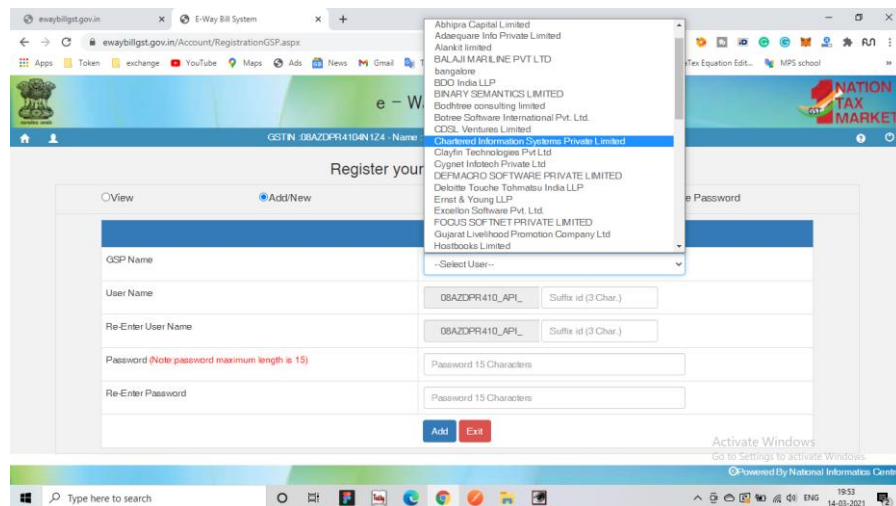 ewaybillgst.gov.in
E-Way Bill System
ewaybillgst.gov.in/Account/RegistrationGSP.aspx
Apps Token exchange YouTube Maps Ads News Gmail
TeX Equation Edit... MPS school
e - W
NATION
TAX
MARKET
GSTIN :08AZDPR4104N1Z4 - Name
Register your
Abhipra Capital Limited
Adaequare Info Private Limited
Alankit limited
BALAJI MARILINE PVT LTD
bangalore
BDO India LLP
BINARY SEMANTICS LIMITED
Bodhtree consulting limited
Botree Software International Pvt. Ltd.
CDSL Ventures Limited
Chartered Information Systems Private Limited
Clayfin Technologies Pvt Ltd
Cygnet Infotech Private Ltd
DEFMACRO SOFTWARE PRIVATE LIMITED
Deloitte Touche Tohmatsu India LLP
Ernst & Young LLP
Excellon Software Pvt. Ltd.
FOCUS SOFTNET PRIVATE LIMITED
Gujarat Livelihood Promotion Company Ltd
Hostbooks Limited
View Add/New e Password
GSP Name --Select User--
User Name 08AZDPR410_API_ Suffix id (3 Char.)
Re-Enter User Name 08AZDPR410_API_ Suffix id (3 Char.)
Password (Note:password maximum length is 15) Password 15 Characters
Re-Enter Password Password 15 Characters
Add Exit
Activate Windows
Go to Settings to activate Windows.
Powered By National Informatics Centr
Type here to search
ENG 19:53
14-03-2021